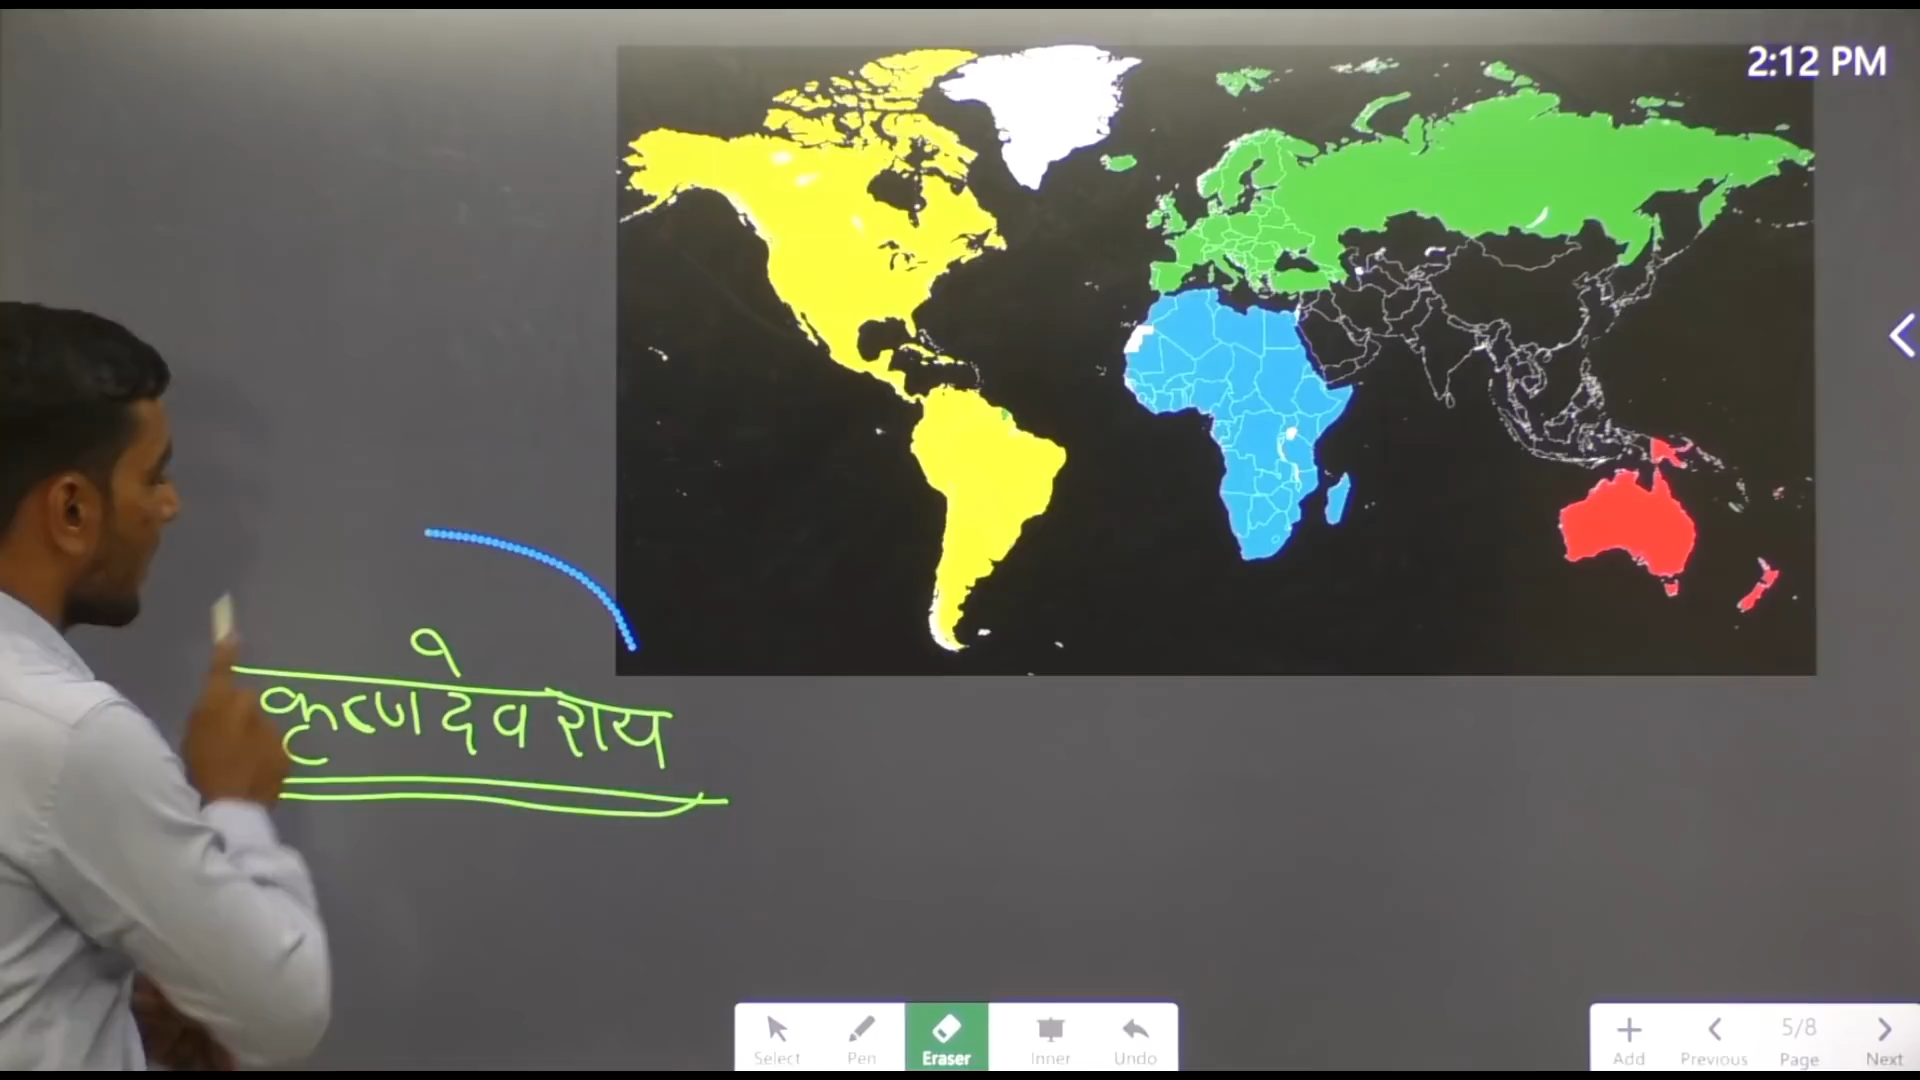 2:12 PM
कृष्णदेव राय
Select Pen Eraser Inner Undo
Add Previous 5/8 Page Next